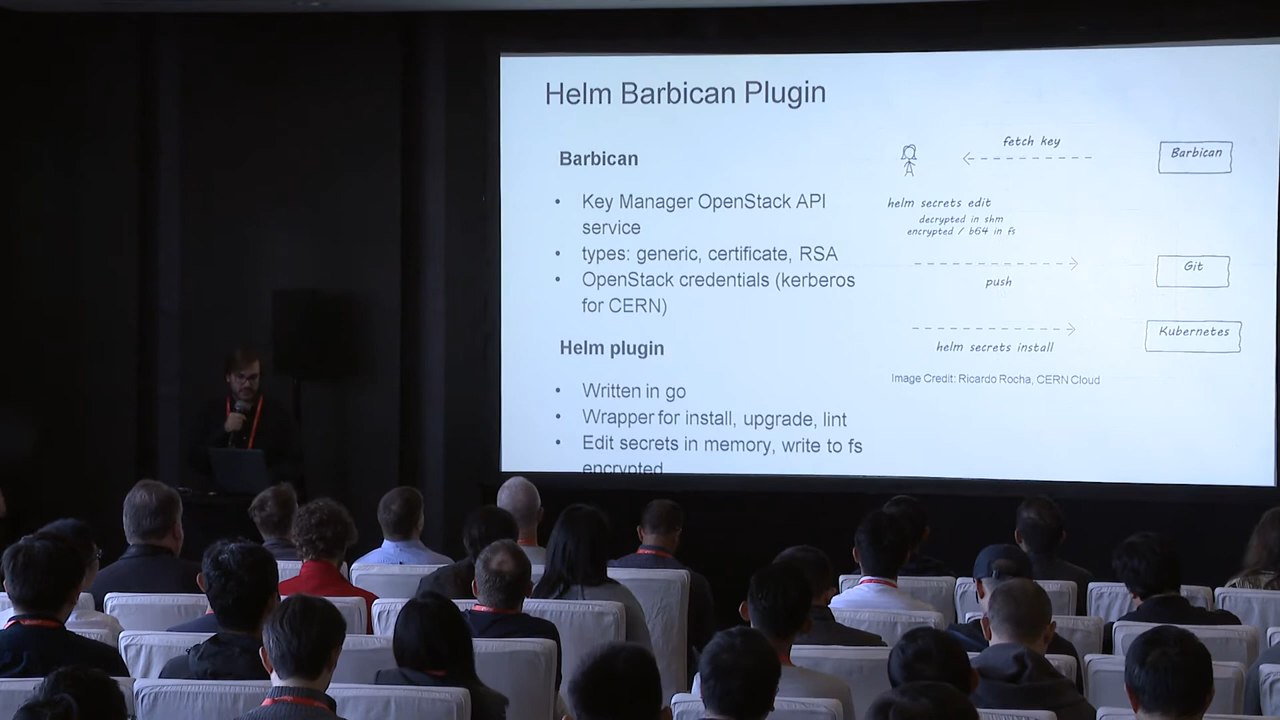 Helm Barbican Plugin
Barbican
• Key Manager OpenStack API
service
• types: generic, certificate, RSA
• OpenStack credentials (kerberos
for CERN)
Helm plugin
• Written in go
• Wrapper for install, upgrade, lint
• Edit secrets in memory, write to fs
encrypted
fetch key
Barbican
helm secrets edit
decrypted in shm
encrypted / b64 in fs
Git
push
Kubernetes
helm secrets install
Image Credit: Ricardo Rocha, CERN Cloud